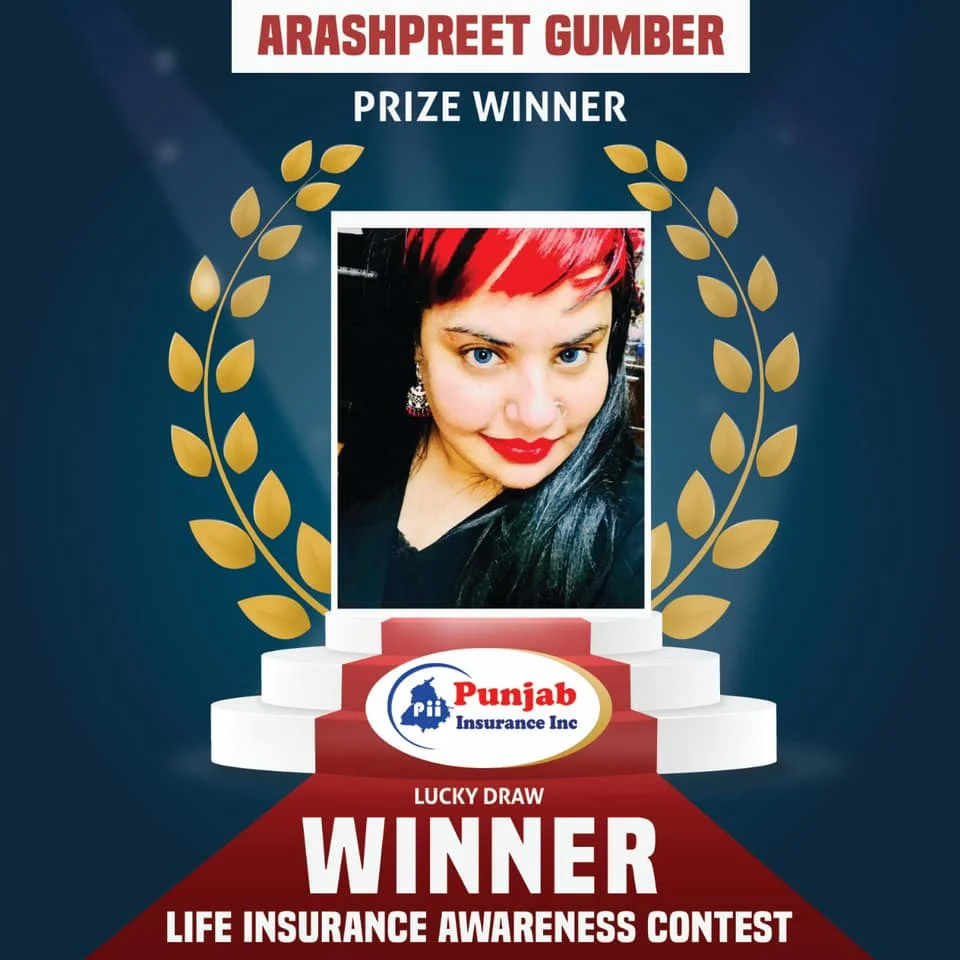 ARASHPREET GUMBER
PRIZE WINNER
Pii
Punjab
Insurance Inc
LUCKY DRAW
WINNER
LIFE INSURANCE AWARENESS CONTEST